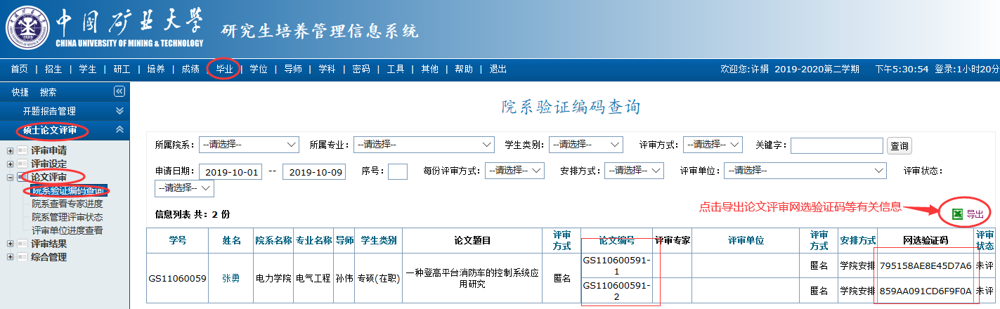 中国矿业大学
CHINA UNIVERSITY OF MINING & TECHNOLOGY
1909
研究生培养管理信息系统
首页 | 招生 | 学生 | 研工 | 培养 | 成绩 | 毕业 | 学位 | 导师 | 学科 | 密码 | 工具 | 其他 | 帮助 | 退出
欢迎您:许娟 2019-2020第二学期 下午5:30:54 登录:1小时20分
快捷 搜索
开题报告管理
硕士论文评审
评审申请
评审设定
论文评审
院系验证编码查询
院系查看专家进度
院系管理评审状态
评审单位进度查看
评审结果
综合管理
院系验证编码查询
所属院系: --请选择-- 所属专业: --请选择-- 学生类别: --请选择-- 评审方式: --请选择-- 关键字: 查询
申请日期: 2019-10-01 -- 2019-10-09 序号: 每份评审方式: --请选择-- 安排方式: --请选择-- 评审单位: --请选择-- 评审状态:
--请选择--
点击导出论文评审网选验证码等有关信息
导出
信息列表 共: 2 份
学号 姓名 院系名称 专业名称 导师 学生类别 论文题目 评审方式 论文编号 评审专家 评审单位 评审方式 安排方式 网选验证码 评审状态
GS11060059 张勇 电力学院 电气工程 孙伟 专硕(在职) 一种登高平台消防车的控制系统应用研究 匿名
GS110600591-1 匿名 学院安排 795158AE8E45D7A6 未评
GS110600591-2 匿名 学院安排 859AA091CD6F9F0A 未评